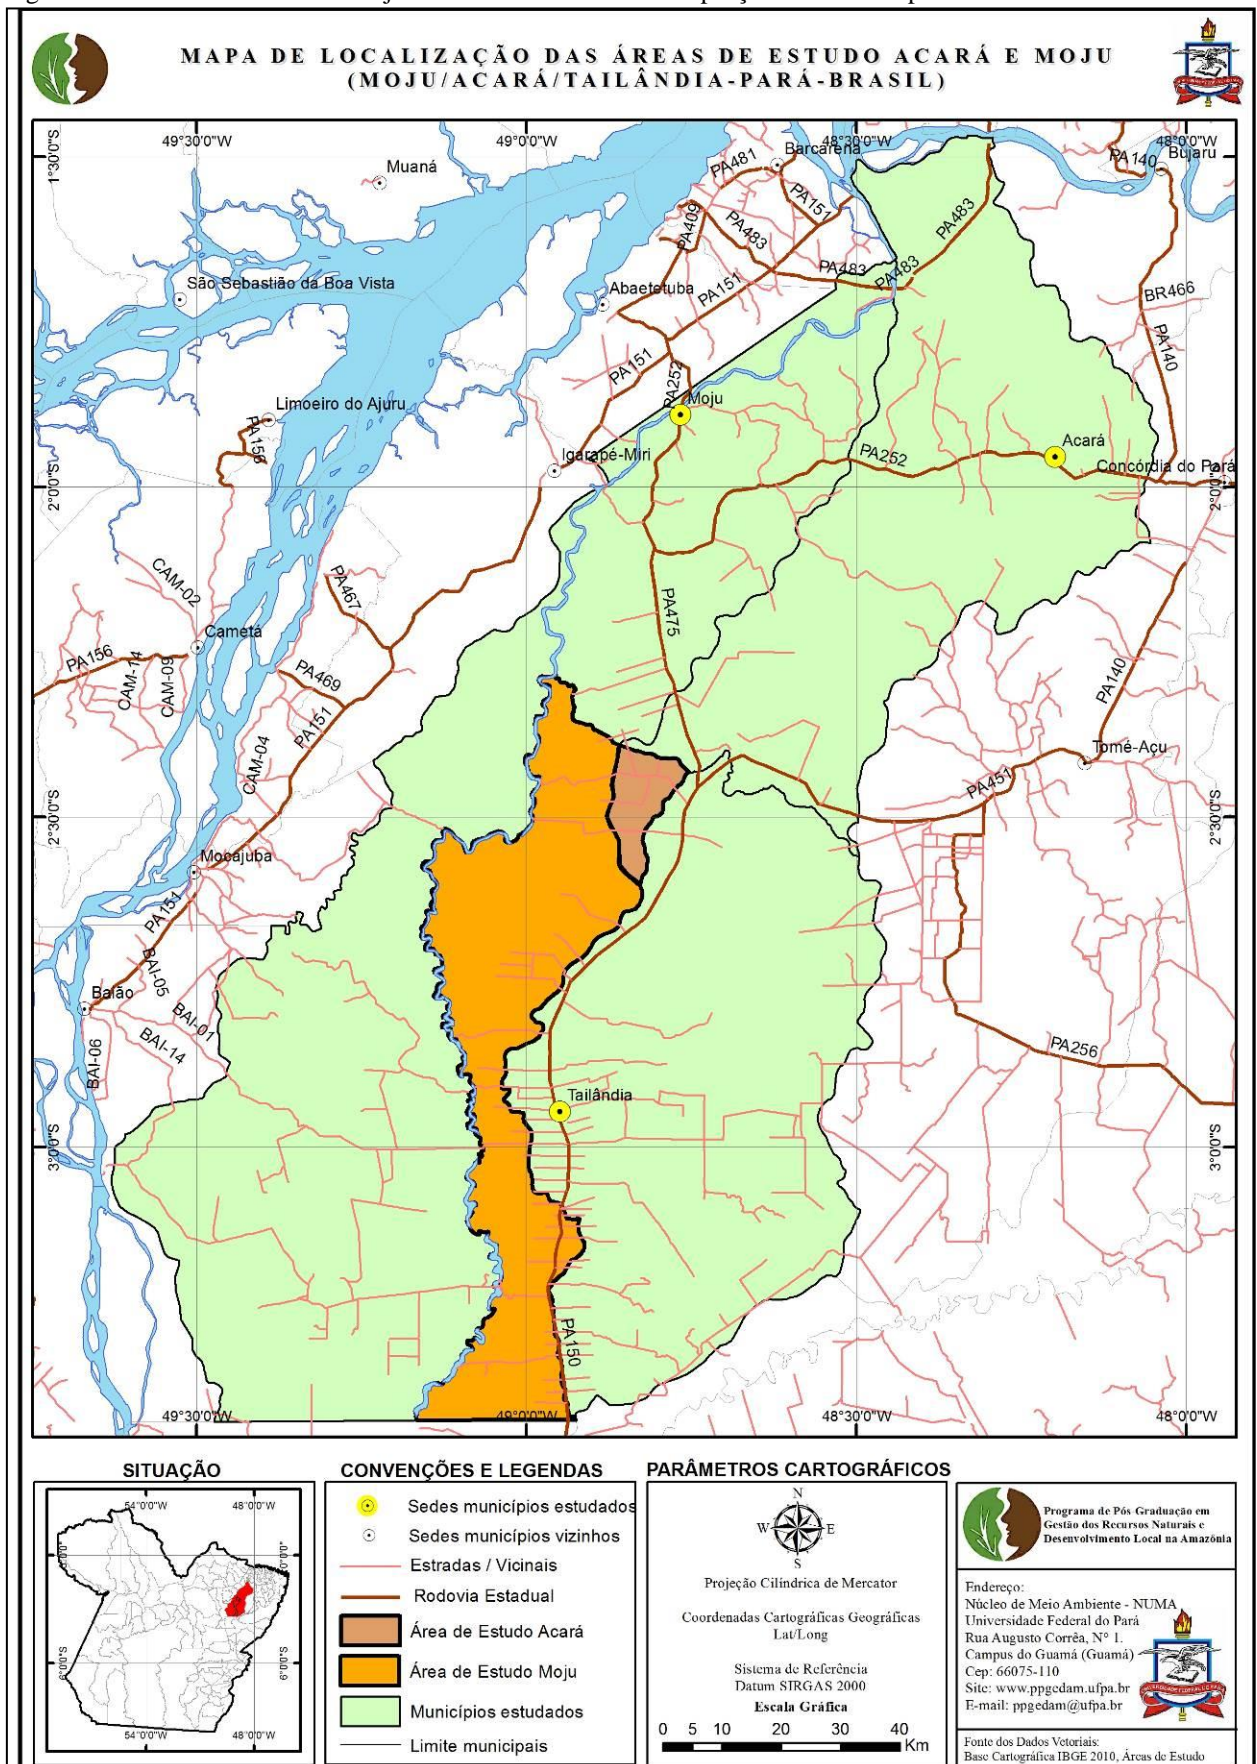 MAPA DE LOCALIZAÇÃO DAS ÁREAS DE ESTUDO ACARÁ E MOJU
(MOJU/ACARÁ/TAILÂNDIA-PARÁ-BRASIL)
49°30'0"W
49°0'0"W
48°30'0"W
48°0'0"W
1°30'0"S
Muaná
Barcarena
PA481
PA140
Bujaru
PA151
PA409
PA483
PA483
São Sebastião da Boa Vista
PA483
PA483
Abaetetuba
PA151
BR466
PA140
PA151
PA252
Moju
Limoeiro do Ajuru
PA156
Igarapé-Miri
PA252
Acará
Concórdia do Pará
2°0'0"S
2°0'0"S
CAM-02
PA467
PA475
Cametá
PA156
CAM-14
CAM-09
PA469
PA151
CAM-04
PA140
Tomé-Açu
PA451
2°30'0"S
2°30'0"S
Mocajuba
PA151
BAI-05
Baião
BAI-01
BAI-14
BAI-06
PA256
Tailândia
3°0'0"S
3°0'0"S
PA150
49°30'0"W
49°0'0"W
48°30'0"W
48°0'0"W
SITUAÇÃO
54°0'0"W
48°0'0"W
6°0'0"S
6°0'0"S
54°0'0"W
48°0'0"W
CONVENÇÕES E LEGENDAS
Sedes municípios estudados
Sedes municípios vizinhos
Estradas / Vicinais
Rodovia Estadual
Área de Estudo Acará
Área de Estudo Moju
Municípios estudados
Limite municipais
PARÂMETROS CARTOGRÁFICOS
N
W
E
S
Projeção Cilíndrica de Mercator
Coordenadas Cartográficas Geográficas
Lat/Long
Sistema de Referência
Datum SIRGAS 2000
Escala Gráfica
0 5 10 20 30 40
Km
Programa de Pós-Graduação em
Gestão dos Recursos Naturais e
Desenvolvimento Local na Amazônia
Endereço:
Núcleo de Meio Ambiente - NUMA
Universidade Federal do Pará
Rua Augusto Corrêa, Nº 1.
Campus do Guamá (Guamá)
Cep: 66075-110
Site: www.ppgedam.ufpa.br
E-mail: ppgedam@ufpa.br
Fonte dos Dados Vetoriais:
Base Cartográfica IBGE 2010, Áreas de Estudo